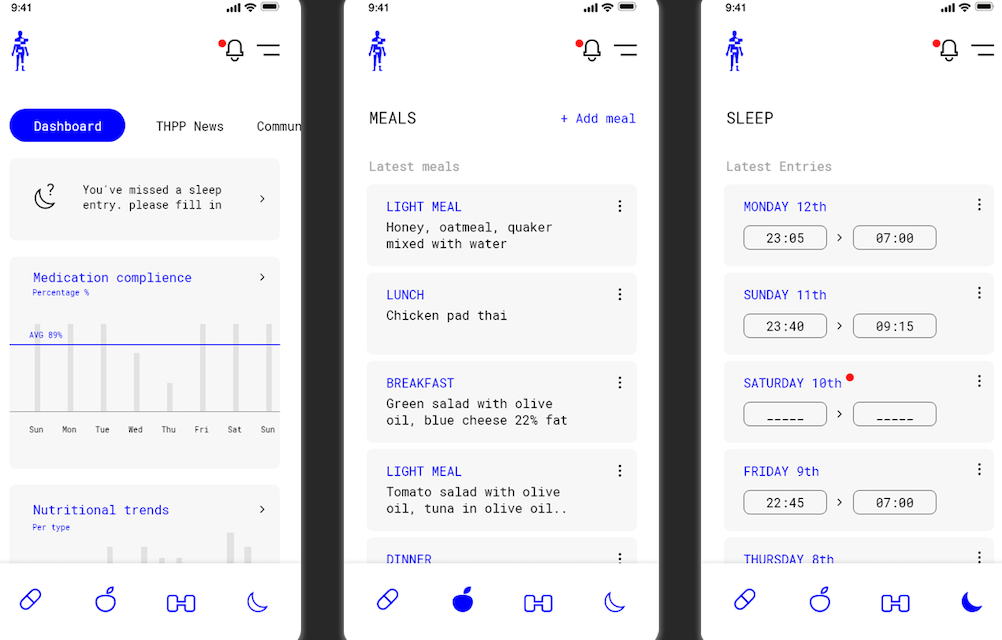 9:41
Dashboard THPP News Commun
You've missed a sleep
entry. please fill in
Medication complience
Percentage %
AVG 89%
Sun Mon Tue Wed Thu Fri Sat Sun
Nutritional trends
Per type
9:41
MEALS + Add meal
Latest meals
LIGHT MEAL
Honey, oatmeal, quaker
mixed with water
LUNCH
Chicken pad thai
BREAKFAST
Green salad with olive
oil, blue cheese 22% fat
LIGHT MEAL
Tomato salad with olive
oil, tuna in olive oil..
DINNER
9:41
SLEEP
Latest Entries
MONDAY 12th
23:05 > 07:00
SUNDAY 11th
23:40 > 09:15
SATURDAY 10th
_____ > _____
FRIDAY 9th
22:45 > 07:00
THURSDAY 8th